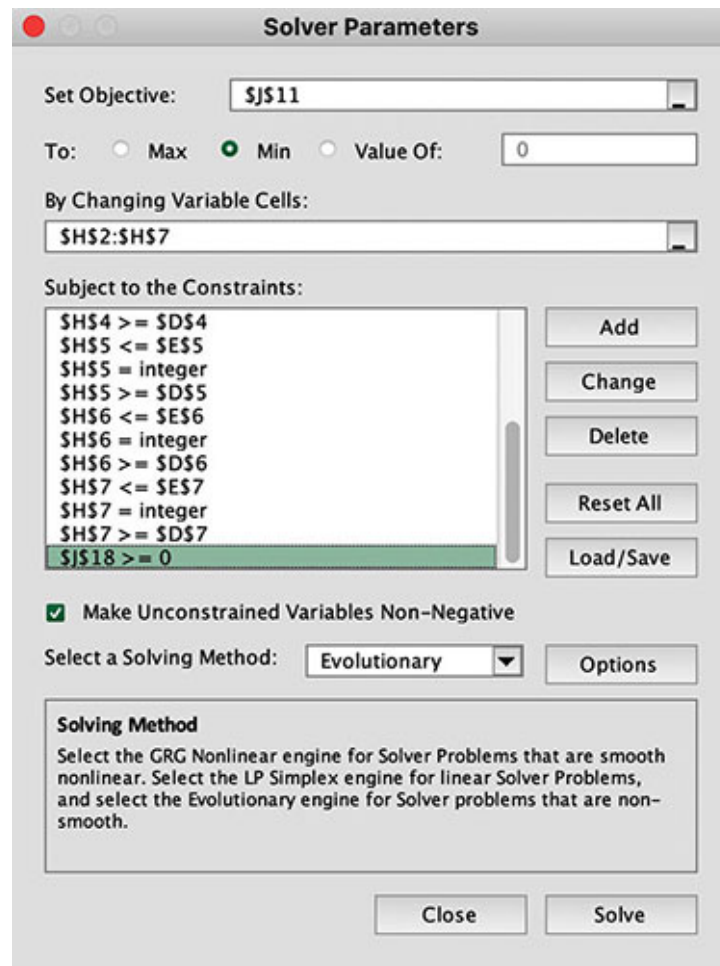 Solver Parameters
Set Objective: $J$11
To: Max Min Value Of: 0
By Changing Variable Cells:
$H$2:$H$7
Subject to the Constraints:
$H$4 >= $D$4
$H$5 <= $E$5
$H$5 = integer
$H$5 >= $D$5
$H$6 <= $E$6
$H$6 = integer
$H$6 >= $D$6
$H$7 <= $E$7
$H$7 = integer
$H$7 >= $D$7
$J$18 >= 0
Add
Change
Delete
Reset All
Load/Save
Make Unconstrained Variables Non-Negative
Select a Solving Method: Evolutionary Options
Solving Method
Select the GRG Nonlinear engine for Solver Problems that are smooth
nonlinear. Select the LP Simplex engine for linear Solver Problems,
and select the Evolutionary engine for Solver problems that are non-
smooth.
Close Solve